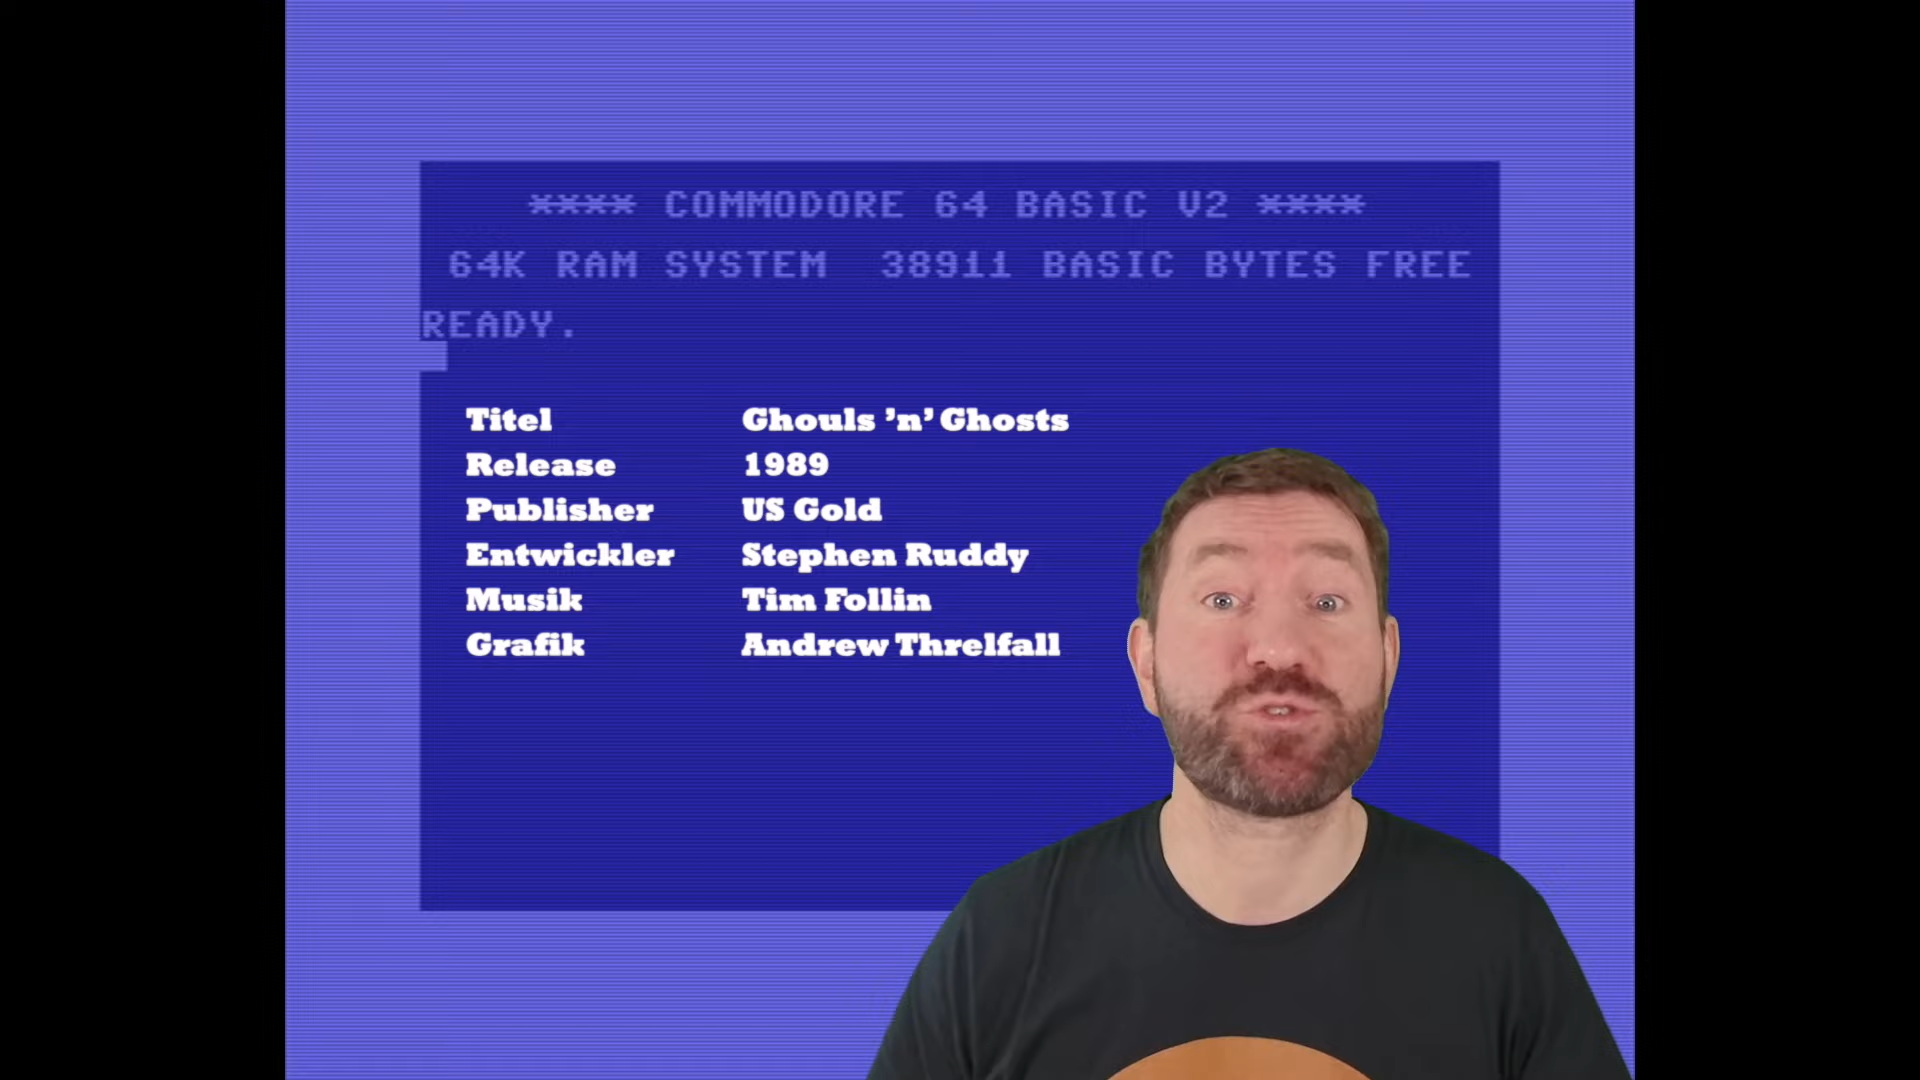 **** COMMODORE 64 BASIC V2 ****
64K RAM SYSTEM 38911 BASIC BYTES FREE
READY.
Titel Ghouls ’n’ Ghosts
Release 1989
Publisher US Gold
Entwickler Stephen Ruddy
Musik Tim Follin
Grafik Andrew Threlfall